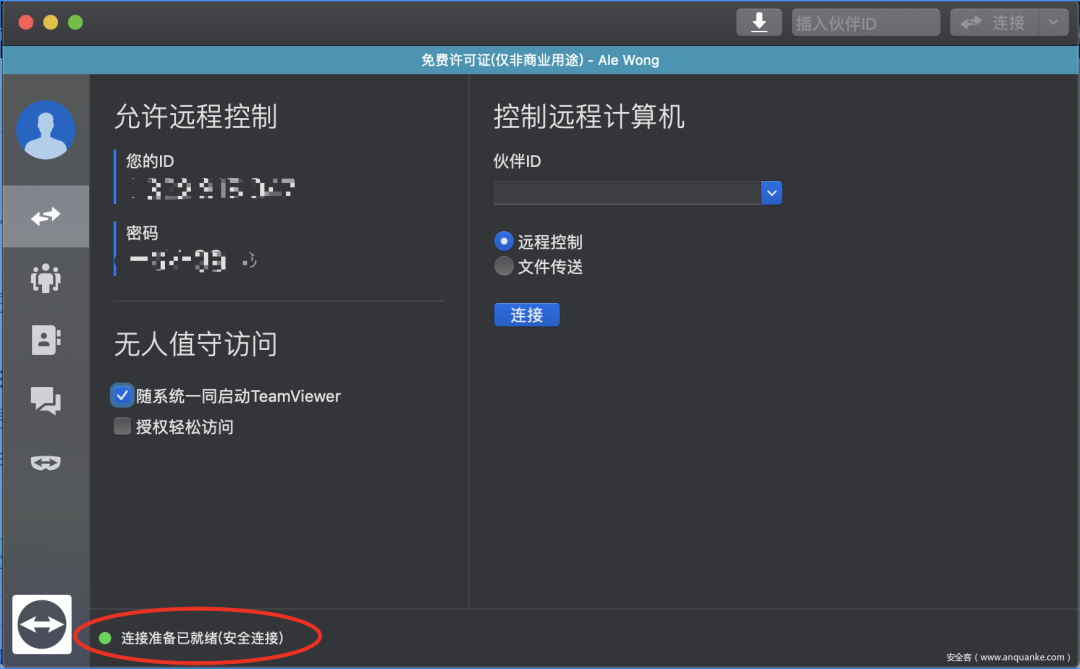 插入伙伴ID
连接
免费许可证(仅非商业用途) - Ale Wong
允许远程控制
您的ID
密码
无人值守访问
随系统一同启动TeamViewer
授权轻松访问
控制远程计算机
伙伴ID
远程控制
文件传送
连接
连接准备已就绪(安全连接)
安全客（www.anquanke.com）